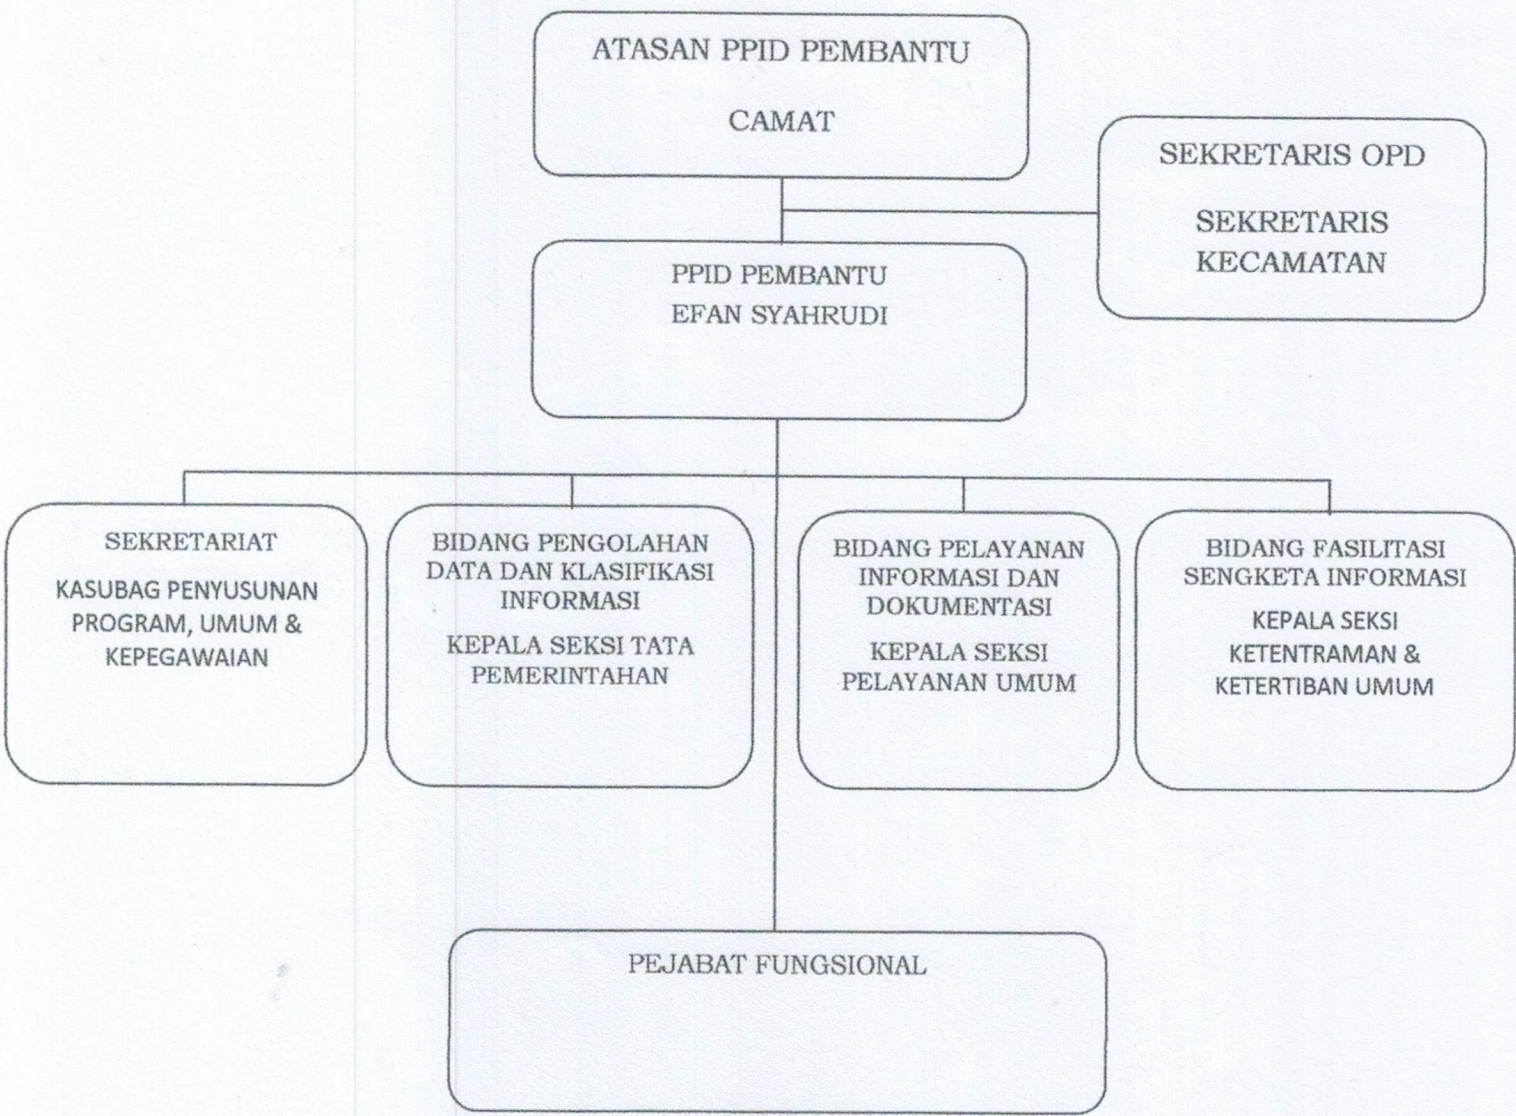 ATASAN PPID PEMBANTU
CAMAT
SEKRETARIS OPD
SEKRETARIS
KECAMATAN
PPID PEMBANTU
EFAN SYAHRUDI
SEKRETARIAT
KASUBAG PENYUSUNAN
PROGRAM, UMUM &
KEPEGAWAIAN
BIDANG PENGOLAHAN
DATA DAN KLASIFIKASI
INFORMASI
KEPALA SEKSI TATA
PEMERINTAHAN
BIDANG PELAYANAN
INFORMASI DAN
DOKUMENTASI
KEPALA SEKSI
PELAYANAN UMUM
BIDANG FASILITASI
SENGKETA INFORMASI
KEPALA SEKSI
KETENTRAMAN &
KETERTIBAN UMUM
PEJABAT FUNGSIONAL